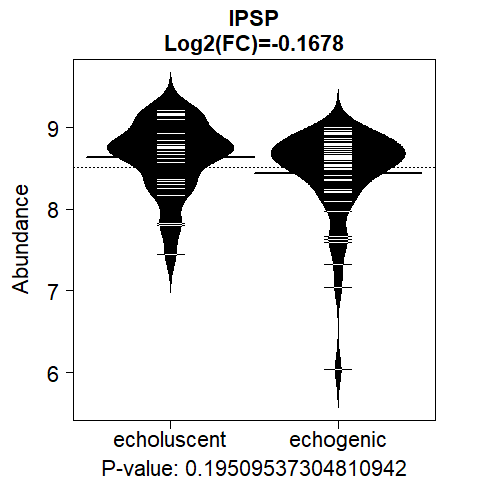 IPSP
Log2(FC)=-0.1678
Abundance
9
8
7
6
echoluscent echogenic
P-value: 0.19509537304810942